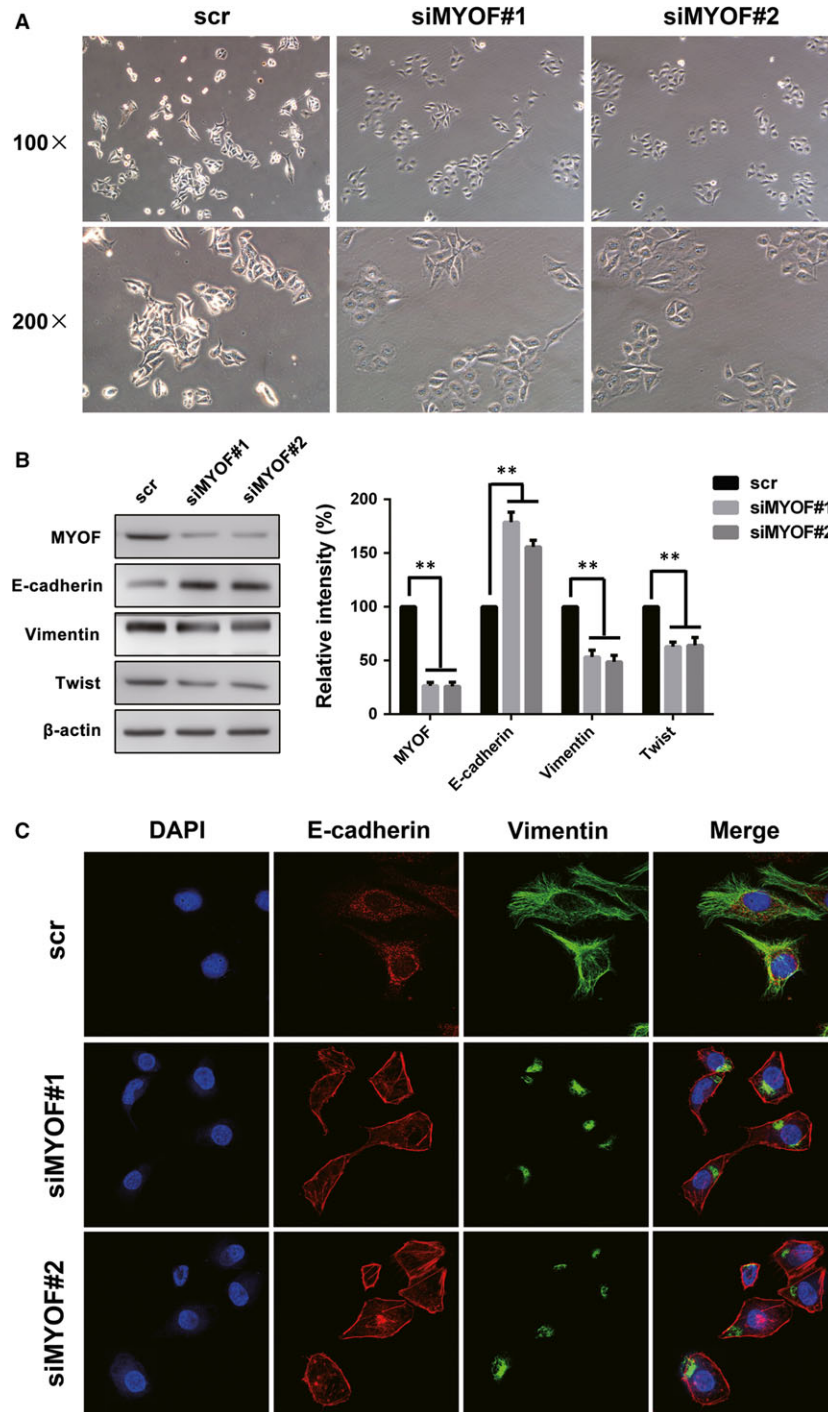 A
scr
siMYOF#1
siMYOF#2
100×
200×
B
scr
siMYOF#1
siMYOF#2
MYOF
E-cadherin
Vimentin
Twist
β-actin
Relative intensity (%)
200
150
100
50
0
**
**
**
**
MYOF
E-cadherin
Vimentin
Twist
scr
siMYOF#1
siMYOF#2
C
DAPI
E-cadherin
Vimentin
Merge
scr
siMYOF#1
siMYOF#2